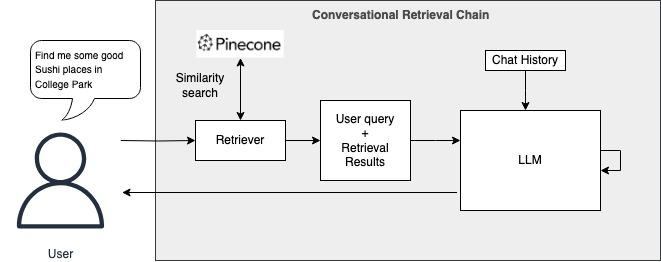 Conversational Retrieval Chain
Find me some good
Sushi places in
College Park
Pinecone
Similarity
search
Chat History
Retriever
User query
+
Retrieval
Results
LLM
User